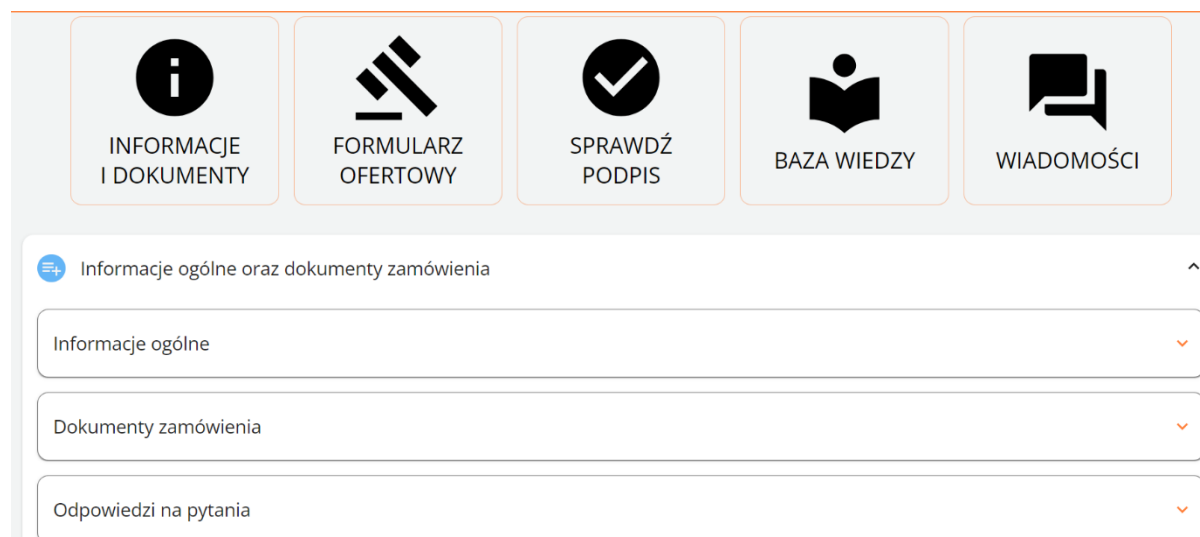 INFORMACJE
I DOKUMENTY
FORMULARZ
OFERTOWY
SPRAWDŹ
PODPIS
BAZA WIEDZY
WIADOMOŚCI
Informacje ogólne oraz dokumenty zamówienia
Informacje ogólne
Dokumenty zamówienia
Odpowiedzi na pytania